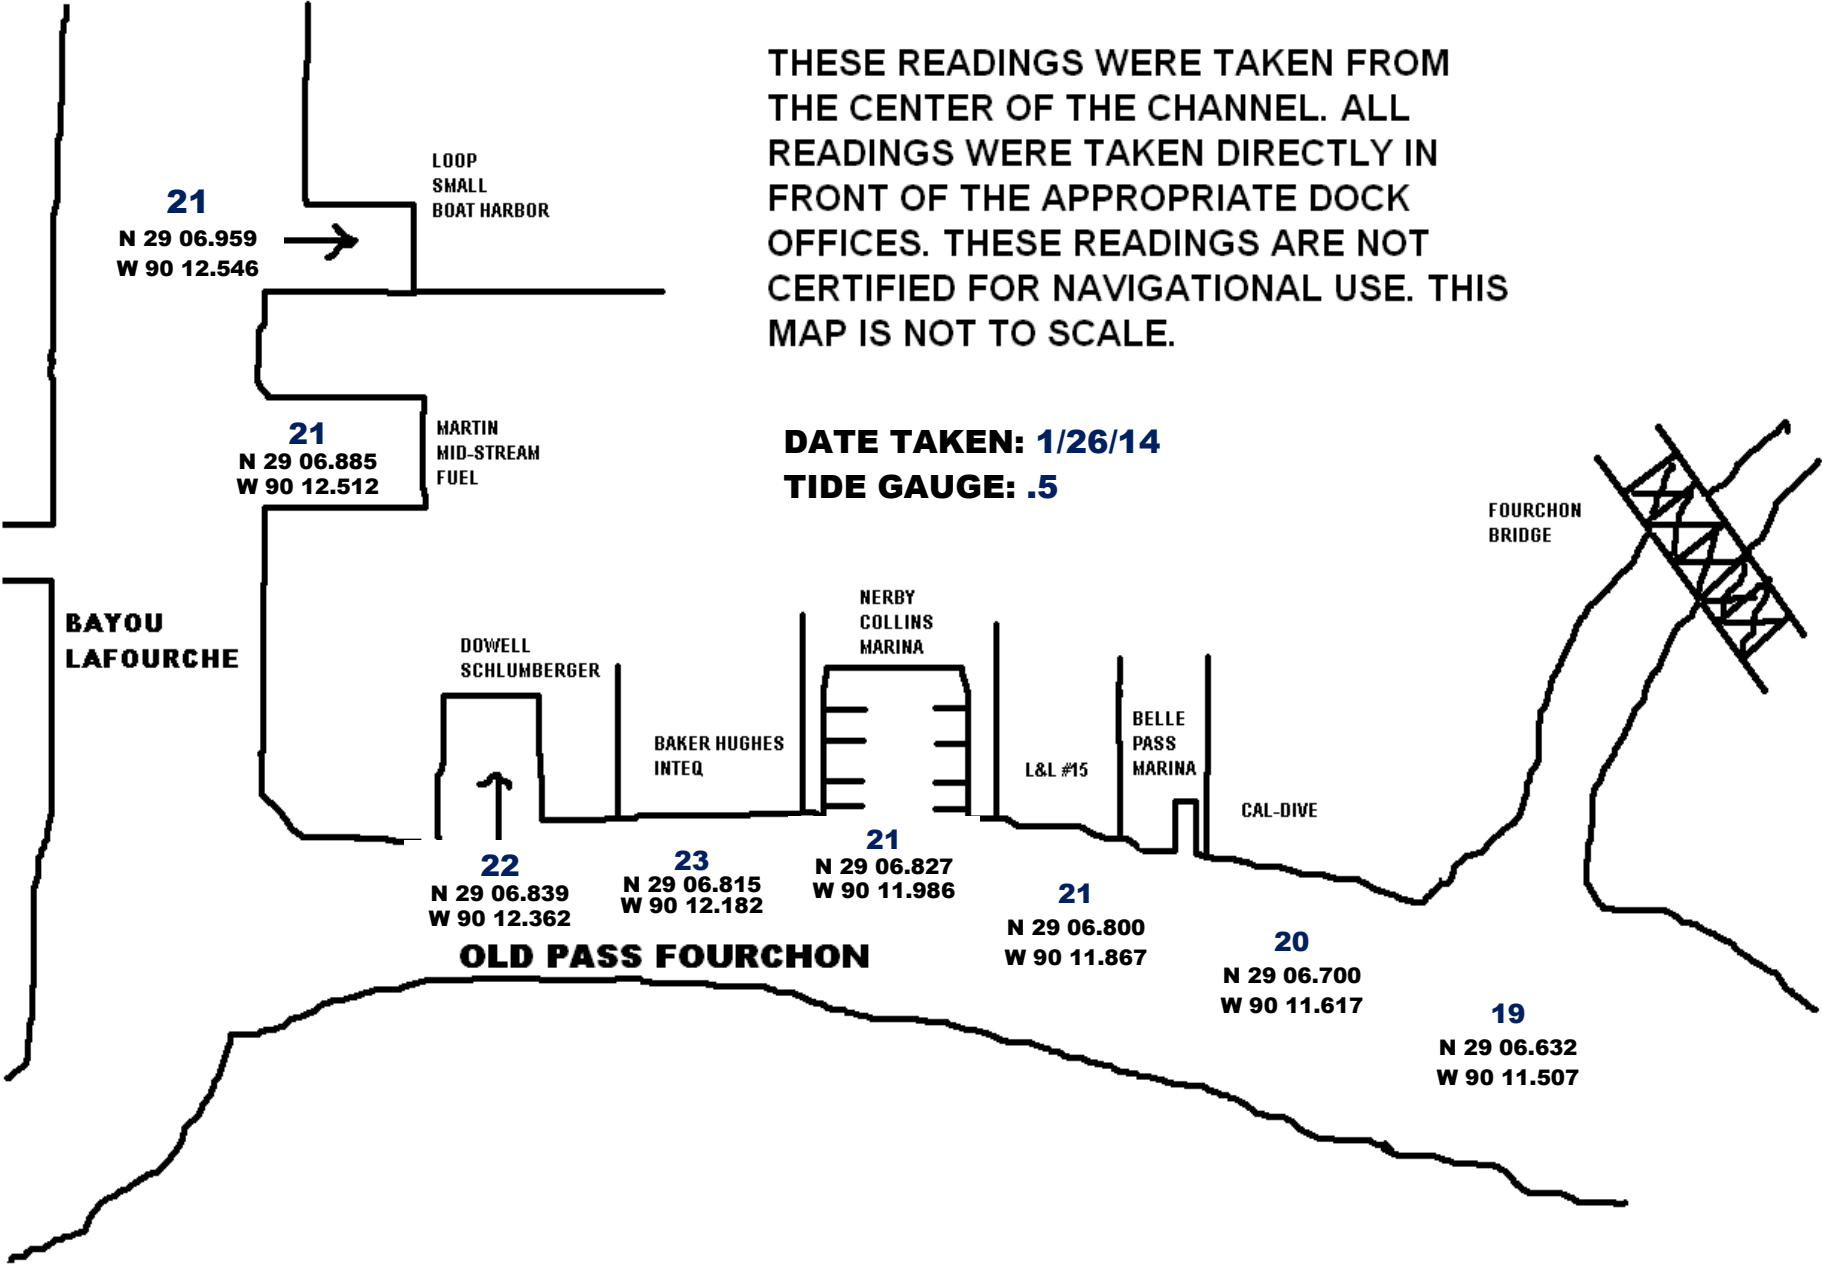 THESE READINGS WERE TAKEN FROM
THE CENTER OF THE CHANNEL. ALL
READINGS WERE TAKEN DIRECTLY IN
FRONT OF THE APPROPRIATE DOCK
OFFICES. THESE READINGS ARE NOT
CERTIFIED FOR NAVIGATIONAL USE. THIS
MAP IS NOT TO SCALE.
LOOP
SMALL
BOAT HARBOR
21
N 29 06.959
W 90 12.546
21
N 29 06.885
W 90 12.512
MARTIN
MID-STREAM
FUEL
DATE TAKEN: 1/26/14
TIDE GAUGE: .5
FOURCHON
BRIDGE
BAYOU
LAFOURCHE
DOWELL
SCHLUMBERGER
NERBY
COLLINS
MARINA
BAKER HUGHES
INTEQ
L&L #15
BELLE
PASS
MARINA
CAL-DIVE
22
N 29 06.839
W 90 12.362
23
N 29 06.815
W 90 12.182
21
N 29 06.827
W 90 11.986
21
N 29 06.800
W 90 11.867
20
N 29 06.700
W 90 11.617
19
N 29 06.632
W 90 11.507
OLD PASS FOURCHON